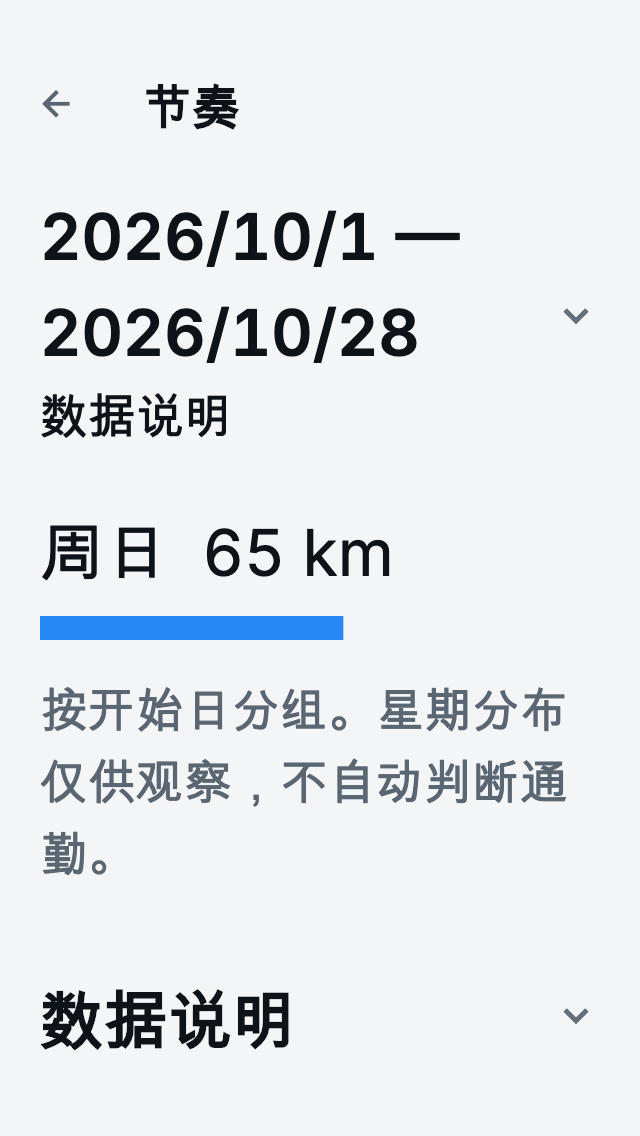 节奏
2026/10/1 —
2026/10/28
数据说明
周日 65 km
按开始日分组。星期分布
仅供观察，不自动判断通
勤。
数据说明